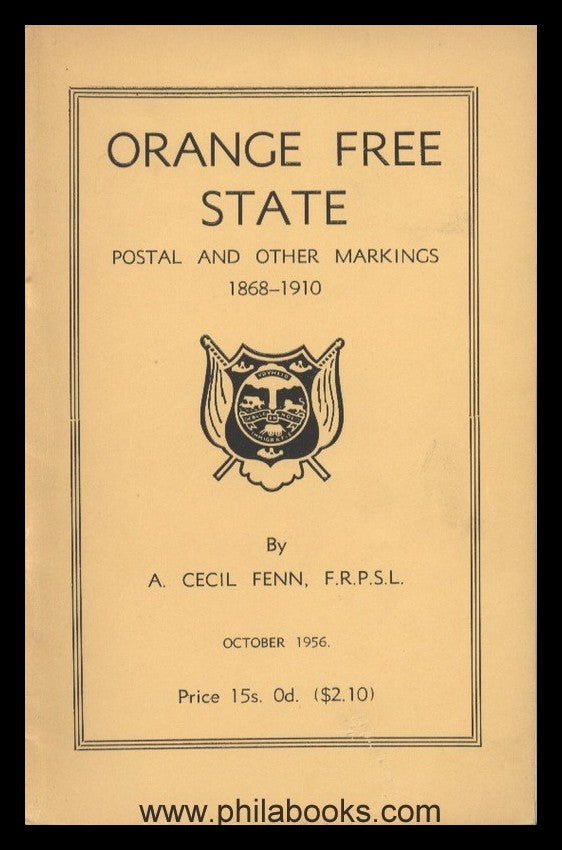 ORANGE FREE
STATE
POSTAL AND OTHER MARKINGS
1868–1910
By
A. CECIL FENN, F.R.P.S.L.
OCTOBER 1956.
Price 15s. 0d. ($2.10)
www.philabooks.com